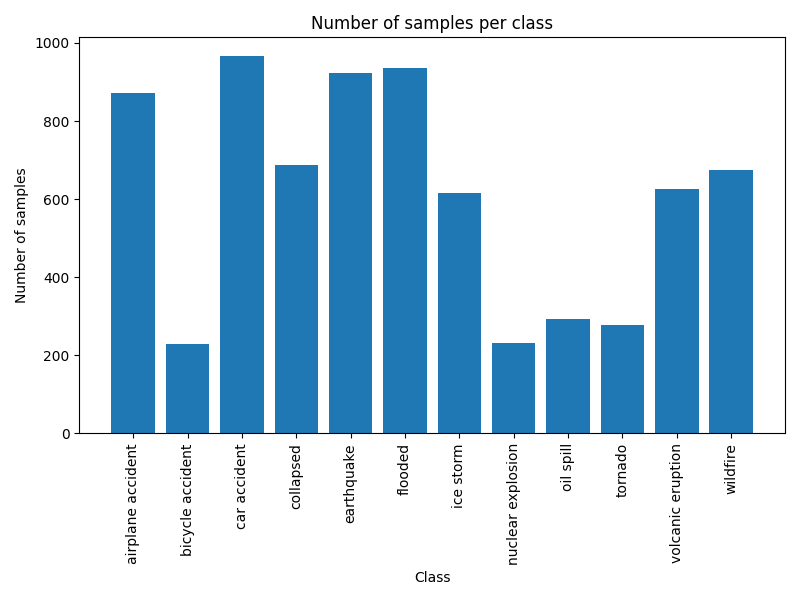 Number of samples per class
Number of samples
1000
800
600
400
200
0
airplane accident
bicycle accident
car accident
collapsed
earthquake
flooded
ice storm
nuclear explosion
oil spill
tornado
volcanic eruption
wildfire
Class